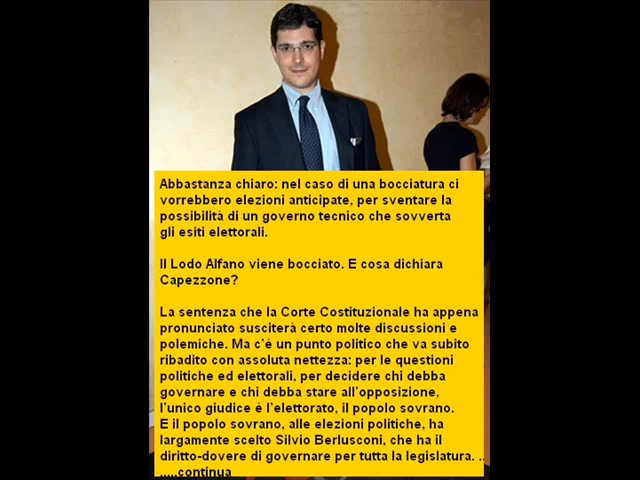 Abbastanza chiaro: nel caso di una bocciatura ci
vorrebbero elezioni anticipate, per sventare la
possibilità di un governo tecnico che sovverta
gli esiti elettorali.
Il Lodo Alfano viene bocciato. E cosa dichiara
Capezzone?
La sentenza che la Corte Costituzionale ha appena
pronunciato susciterà certo molte discussioni e
polemiche. Ma c'è un punto politico che va subito
ribadito con assoluta nettezza: per le questioni
politiche ed elettorali, per decidere chi debba
governare e chi debba stare all'opposizione,
l'unico giudice è l'elettorato, il popolo sovrano.
E il popolo sovrano, alle elezioni politiche, ha
largamente scelto Silvio Berlusconi, che ha il
diritto-dovere di governare per tutta la legislatura. ..
.....continua